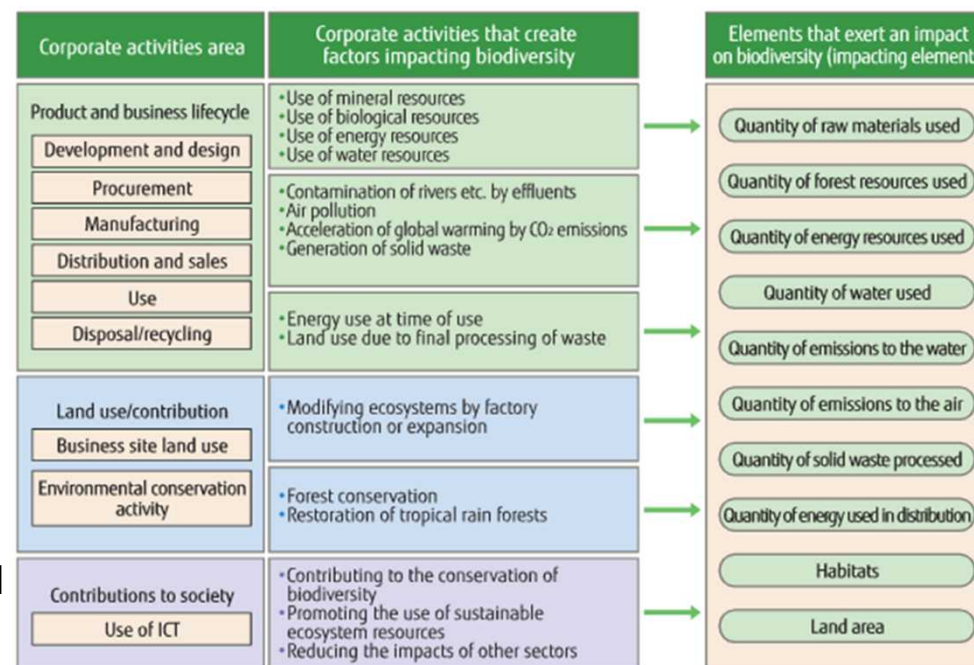 Corporate activities area
Corporate activities that create
factors impacting biodiversity
Elements that exert an impact
on biodiversity (impacting element
Product and business lifecycle
Development and design
Procurement
Manufacturing
Distribution and sales
Use
Disposal/recycling
•Use of mineral resources
•Use of biological resources
•Use of energy resources
•Use of water resources
•Contamination of rivers etc. by effluents
•Air pollution
•Acceleration of global warming by CO₂ emissions
•Generation of solid waste
•Energy use at time of use
•Land use due to final processing of waste
Land use/contribution
Business site land use
Environmental conservation
activity
•Modifying ecosystems by factory
construction or expansion
•Forest conservation
•Restoration of tropical rain forests
Contributions to society
Use of ICT
•Contributing to the conservation of
biodiversity
•Promoting the use of sustainable
ecosystem resources
•Reducing the impacts of other sectors
Quantity of raw materials used
Quantity of forest resources used
Quantity of energy resources used
Quantity of water used
Quantity of emissions to the water
Quantity of emissions to the air
Quantity of solid waste processed
Quantity of energy used in distribution
Habitats
Land area